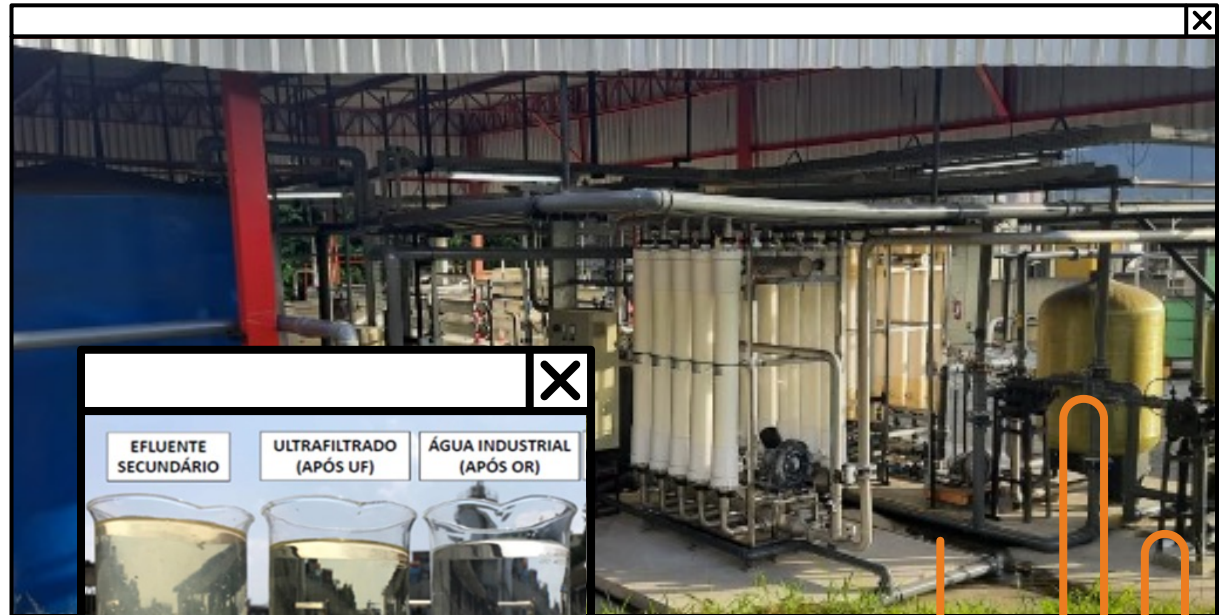 EFLUENTE
SECUNDÁRIO
ULTRAFILTRADO
(APÓS UF)
ÁGUA INDUSTRIAL
(APÓS OR)